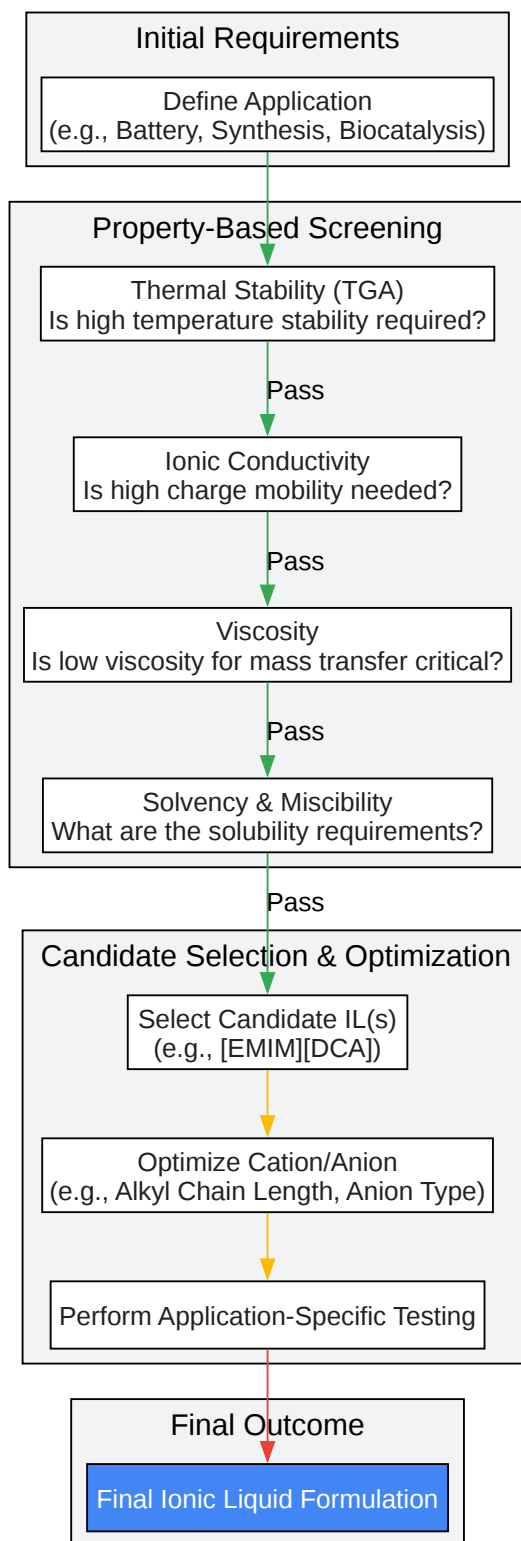 Initial Requirements
Define Application
(e.g., Battery, Synthesis, Biocatalysis)
Property-Based Screening
Thermal Stability (TGA)
Is high temperature stability required?
Pass
Ionic Conductivity
Is high charge mobility needed?
Pass
Viscosity
Is low viscosity for mass transfer critical?
Pass
Solvency & Miscibility
What are the solubility requirements?
Pass
Candidate Selection & Optimization
Select Candidate IL(s)
(e.g., [EMIM][DCA])
Optimize Cation/Anion
(e.g., Alkyl Chain Length, Anion Type)
Perform Application-Specific Testing
Final Outcome
Final Ionic Liquid Formulation